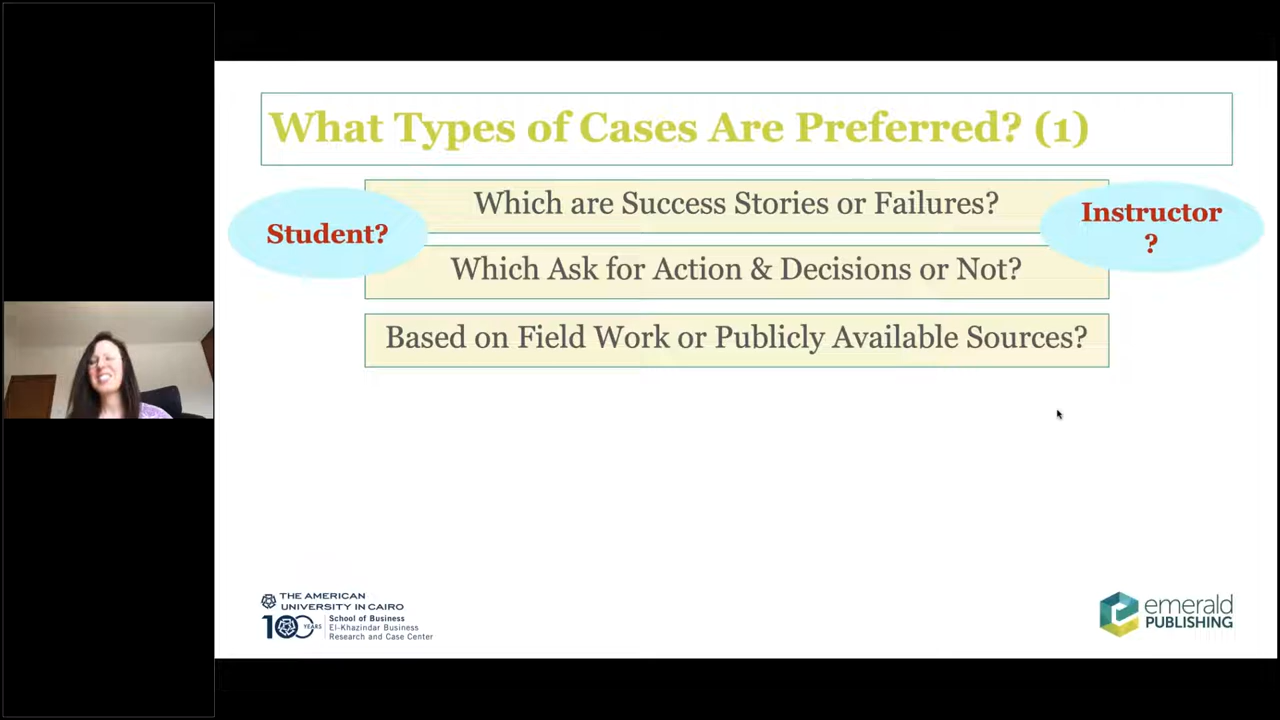 What Types of Cases Are Preferred? (1)
Which are Success Stories or Failures?
Student?
Instructor
?
Which Ask for Action & Decisions or Not?
Based on Field Work or Publicly Available Sources?
THE AMERICAN
UNIVERSITY IN CAIRO
100 YEARS
School of Business
El-Khazindar Business
Research and Case Center
emerald
PUBLISHING